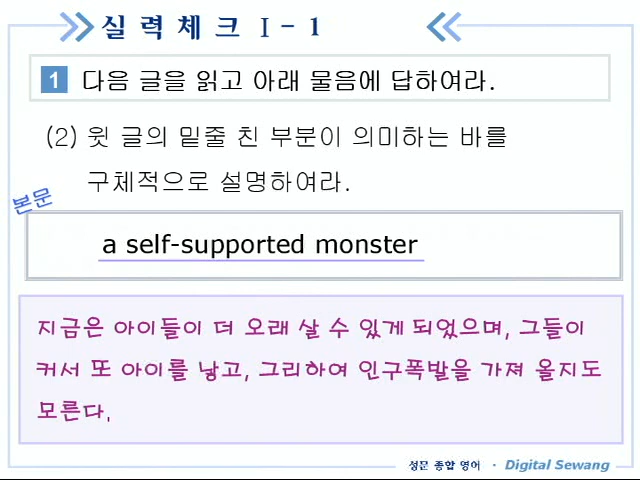 실 력 체 크 Ⅰ - 1
1 다음 글을 읽고 아래 물음에 답하여라.
(2) 윗 글의 밑줄 친 부분이 의미하는 바를
구체적으로 설명하여라.
본문
a self-supported monster
지금은 아이들이 더 오래 살 수 있게 되었으며, 그들이
커서 또 아이를 낳고, 그리하여 인구폭발을 가져 올지도
모른다.
성문 종합 영어 · Digital Sewang